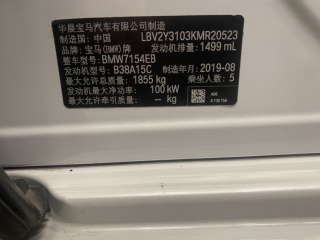 华晨宝马汽车有限公司制造
制造国：中国 LBV2Y3103KMR20523
品牌：宝马(BMW)牌 发动机排量：1499 mL
整车型号：BMW7154EB
发动机型号：B38A15C 制造年月：2019-08
最大允许总质量：1855 kg 乘坐人数：5
发动机最大净功率：100 kW
最大允许牵引质量：-- kg